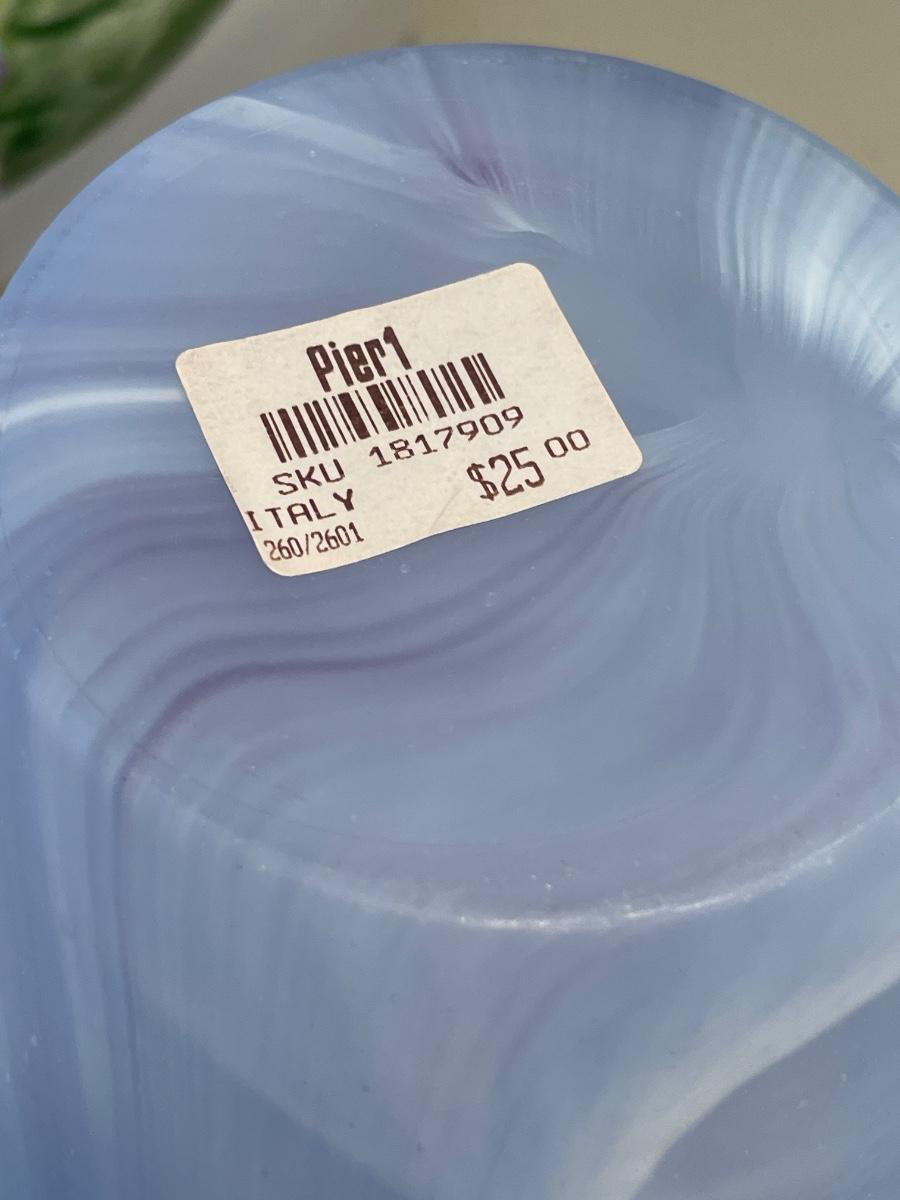 Pier1
SKU 1817909
ITALY $25 00
260/2601